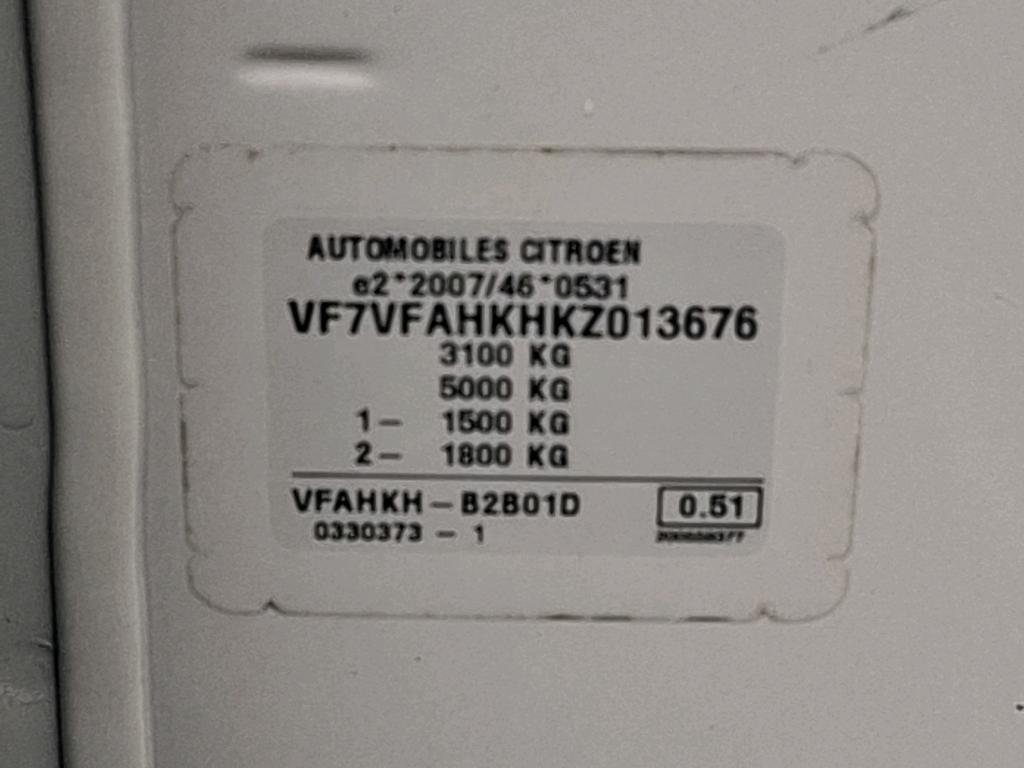 AUTOMOBILES CITROEN
e2*2007/46*0531
VF7VFAHKHKZ013676
3100 KG
5000 KG
1- 1500 KG
2- 1800 KG
VFAHKH-B2B01D 0.51
0330373 - 1